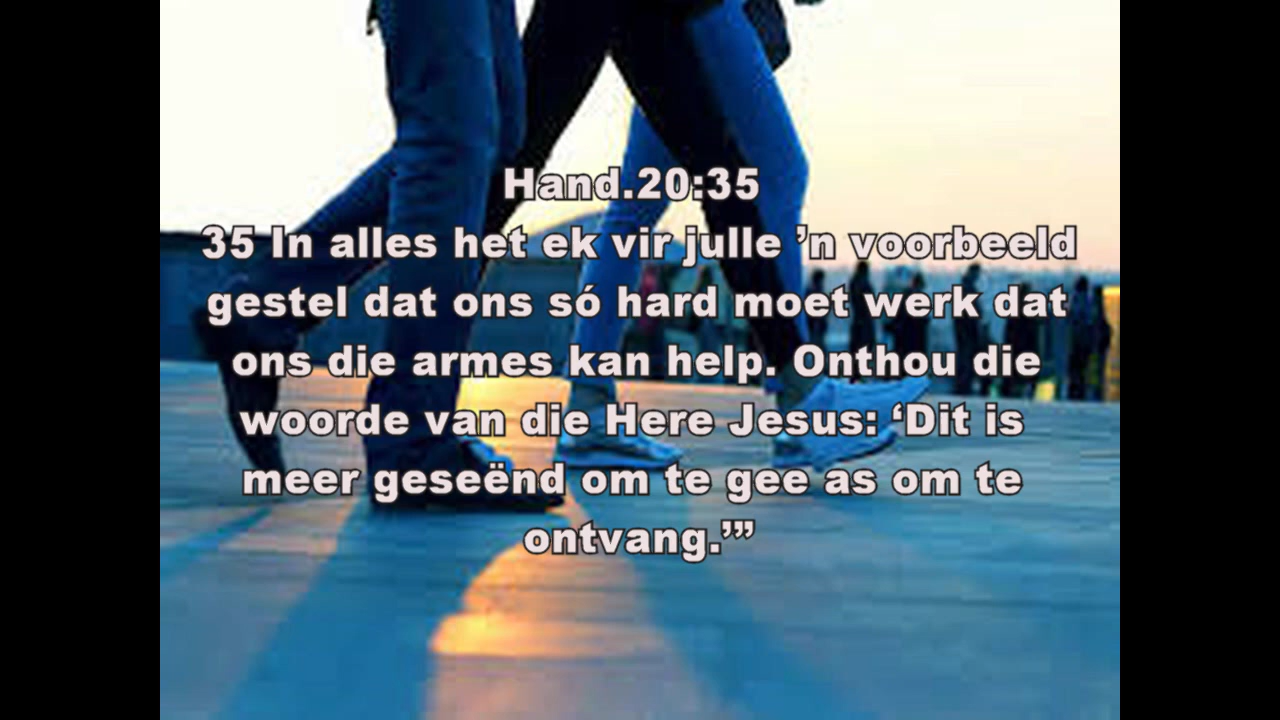 Hand.20:35
35 In alles het ek vir julle ’n voorbeeld
gestel dat ons só hard moet werk dat
ons die armes kan help. Onthou die
woorde van die Here Jesus: ‘Dit is
meer geseënd om te gee as om te
ontvang.’”